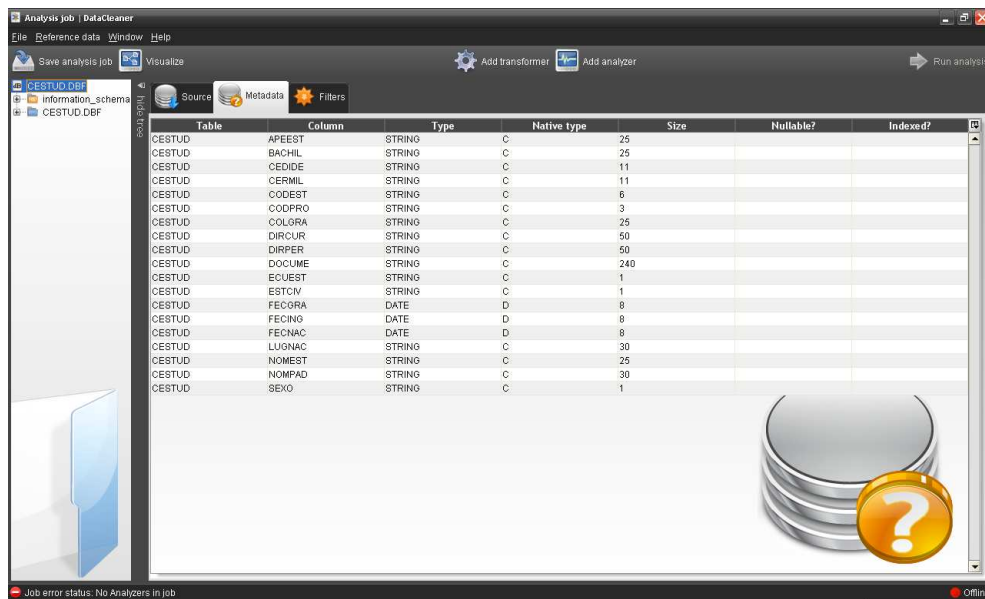 Analysis job | DataCleaner
File Reference data Window Help
Save analysis job Visualize Add transformer Add analyzer Run analysis
CESTUD.DBF
information_schema
CESTUD.DBF
hide tree
Source Metadata Filters
Table Column Type Native type Size Nullable? Indexed?
CESTUD APEEST STRING C 25
CESTUD BACHIL STRING C 25
CESTUD CEDIDE STRING C 11
CESTUD CERMIL STRING C 11
CESTUD CODEST STRING C 6
CESTUD CODPRO STRING C 3
CESTUD COLGRA STRING C 25
CESTUD DIRCUR STRING C 50
CESTUD DIRPER STRING C 50
CESTUD DOCUME STRING C 240
CESTUD ECUEST STRING C 1
CESTUD ESTCIV STRING C 1
CESTUD FECGRA DATE D 8
CESTUD FECING DATE D 8
CESTUD FECNAC DATE D 8
CESTUD LUGNAC STRING C 30
CESTUD NOMEST STRING C 25
CESTUD NOMPAD STRING C 30
CESTUD SEXO STRING C 1
?
Job error status: No Analyzers in job Offlin